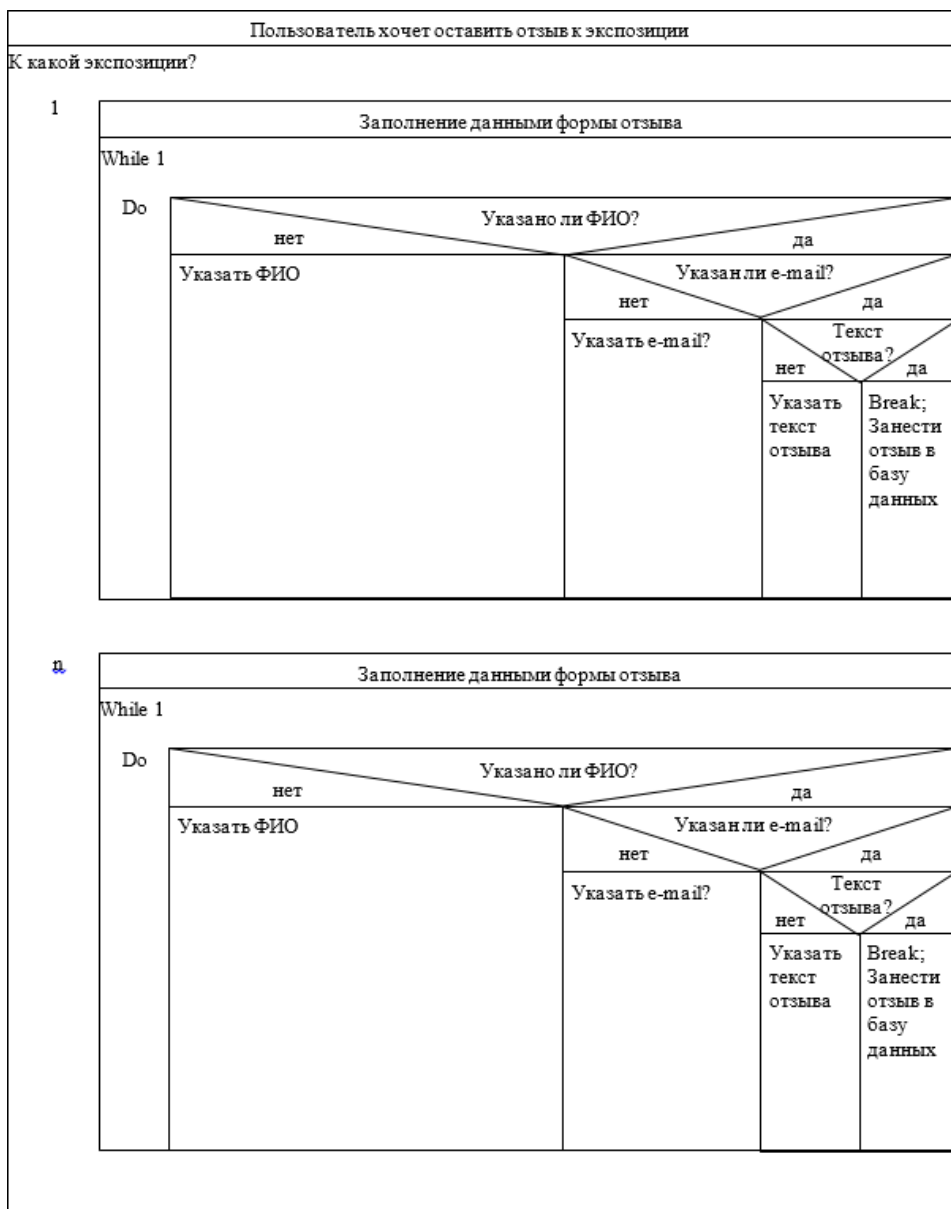 Пользователь хочет оставить отзыв к экспозиции
К какой экспозиции?
1
Заполнение данными формы отзыва
While 1
Do
Указано ли ФИО?
нет
да
Указать ФИО
Указан ли e-mail?
нет
да
Указать e-mail?
Текст
отзыва?
нет
да
Указать
текст
отзыва
Break;
Занести
отзыв в
базу
данных
n
Заполнение данными формы отзыва
While 1
Do
Указано ли ФИО?
нет
да
Указать ФИО
Указан ли e-mail?
нет
да
Указать e-mail?
Текст
отзыва?
нет
да
Указать
текст
отзыва
Break;
Занести
отзыв в
базу
данных